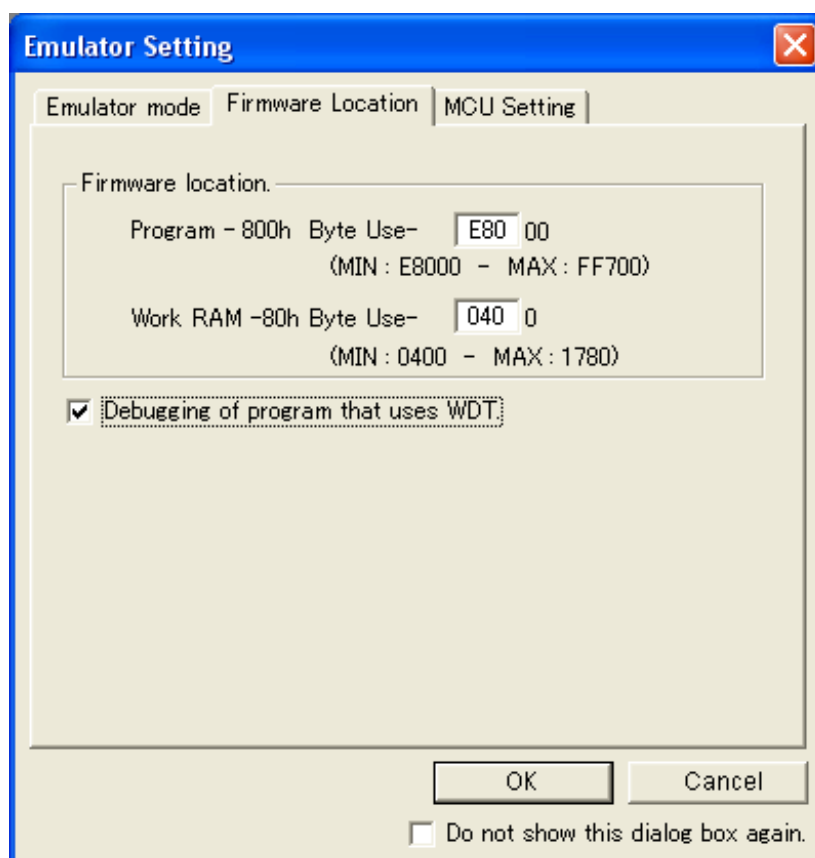 Emulator Setting
Emulator mode Firmware Location MCU Setting
Firmware location.
Program - 800h Byte Use- E80 00
(MIN : E8000 - MAX : FF700)
Work RAM -80h Byte Use- 040 0
(MIN : 0400 - MAX : 1780)
Debugging of program that uses WDT.
OK Cancel
Do not show this dialog box again.